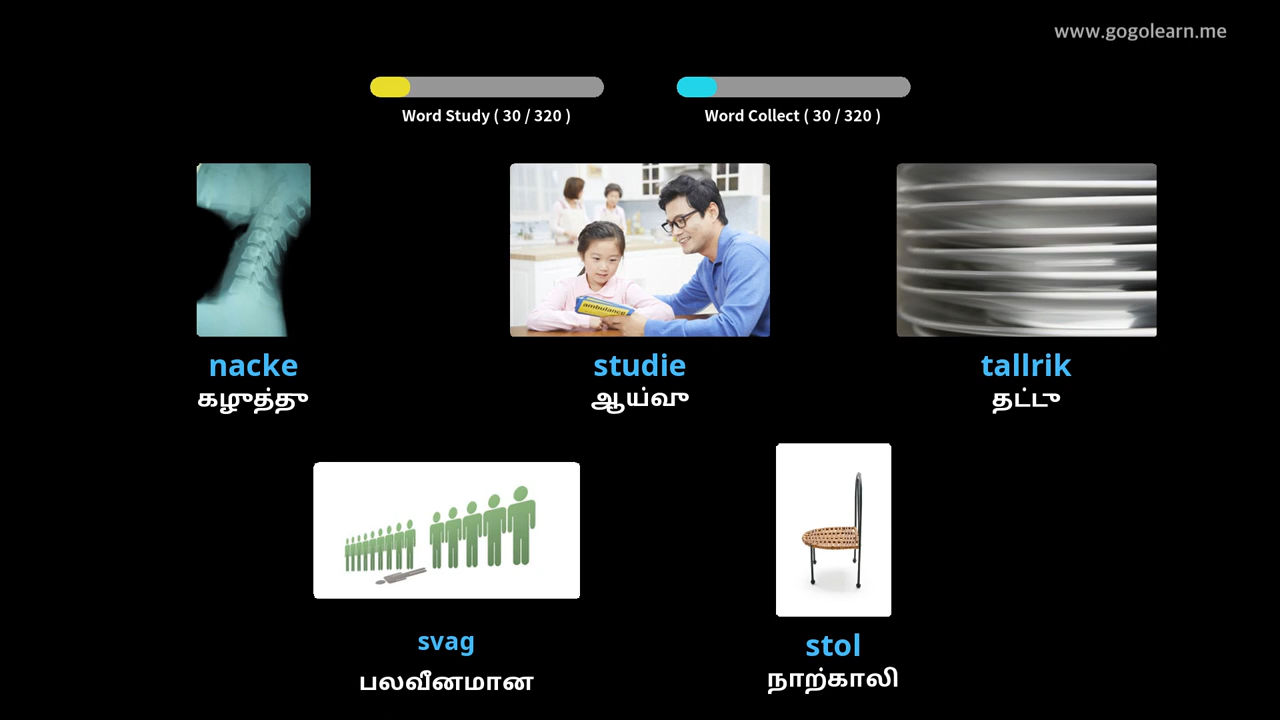 www.gogolearn.me
Word Study ( 30 / 320 )
Word Collect ( 30 / 320 )
ambulance
nacke
கழுத்து
studie
ஆய்வு
tallrik
தட்டு
svag
பலவீனமான
stol
நாற்காலி